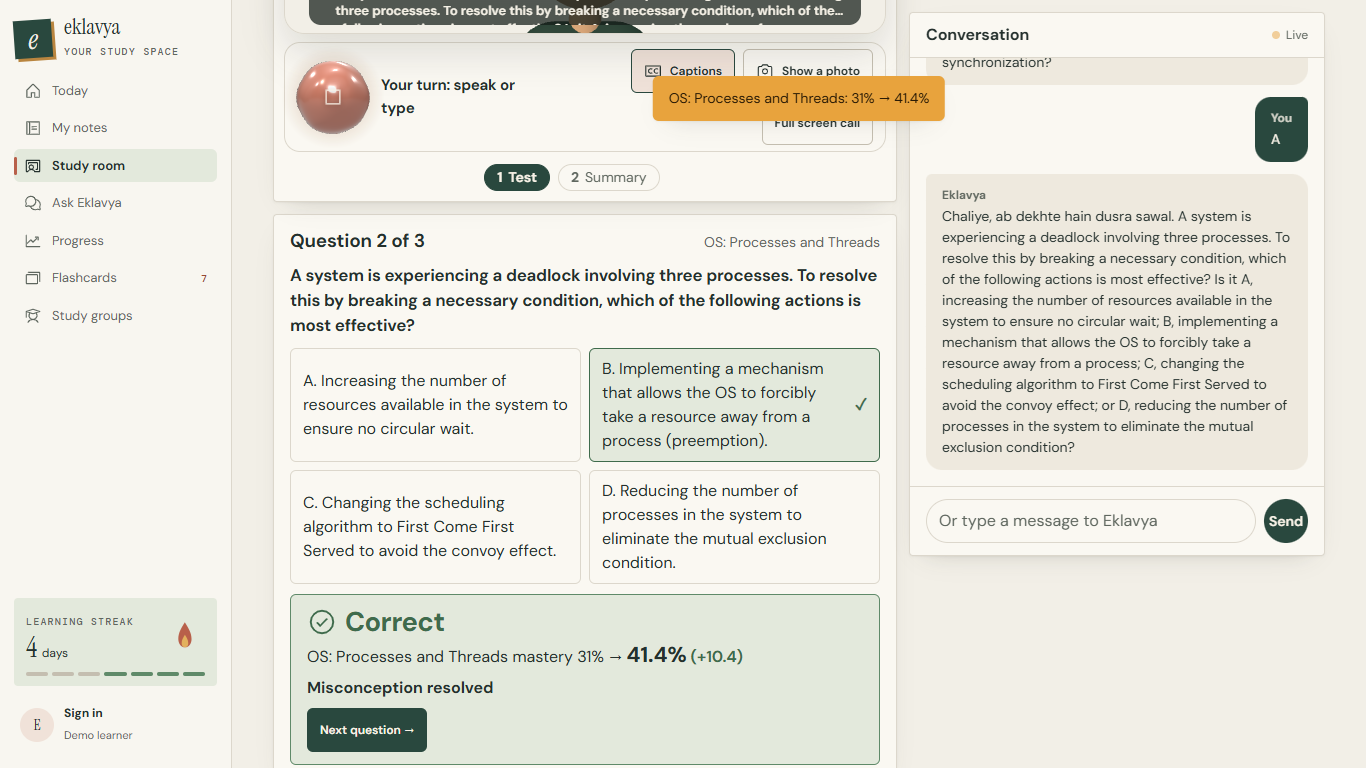 e
eklavya
YOUR STUDY SPACE
Today
My notes
Study room
Ask Eklavya
Progress
Flashcards 7
Study groups
LEARNING STREAK
4 days
E
Sign in
Demo learner
three processes. To resolve this by breaking a necessary condition, which of the...
Your turn: speak or
type
CC Captions
Show a photo
OS: Processes and Threads: 31% → 41.4%
Full screen call
1 Test
2 Summary
Question 2 of 3
OS: Processes and Threads
A system is experiencing a deadlock involving three processes. To resolve
this by breaking a necessary condition, which of the following actions is
most effective?
A. Increasing the number of
resources available in the system to
ensure no circular wait.
B. Implementing a mechanism
that allows the OS to forcibly
take a resource away from a
process (preemption).
✓
C. Changing the scheduling
algorithm to First Come First
Served to avoid the convoy effect.
D. Reducing the number of
processes in the system to
eliminate the mutual exclusion
condition.
Correct
OS: Processes and Threads mastery 31% → 41.4% (+10.4)
Misconception resolved
Next question →
Conversation
Live
synchronization?
You
A
Eklavya
Chaliye, ab dekhte hain dusra sawal. A system is
experiencing a deadlock involving three processes. To
resolve this by breaking a necessary condition, which
of the following actions is most effective? Is it A,
increasing the number of resources available in the
system to ensure no circular wait; B, implementing a
mechanism that allows the OS to forcibly take a
resource away from a process; C, changing the
scheduling algorithm to First Come First Served to
avoid the convoy effect; or D, reducing the number of
processes in the system to eliminate the mutual
exclusion condition?
Or type a message to Eklavya
Send